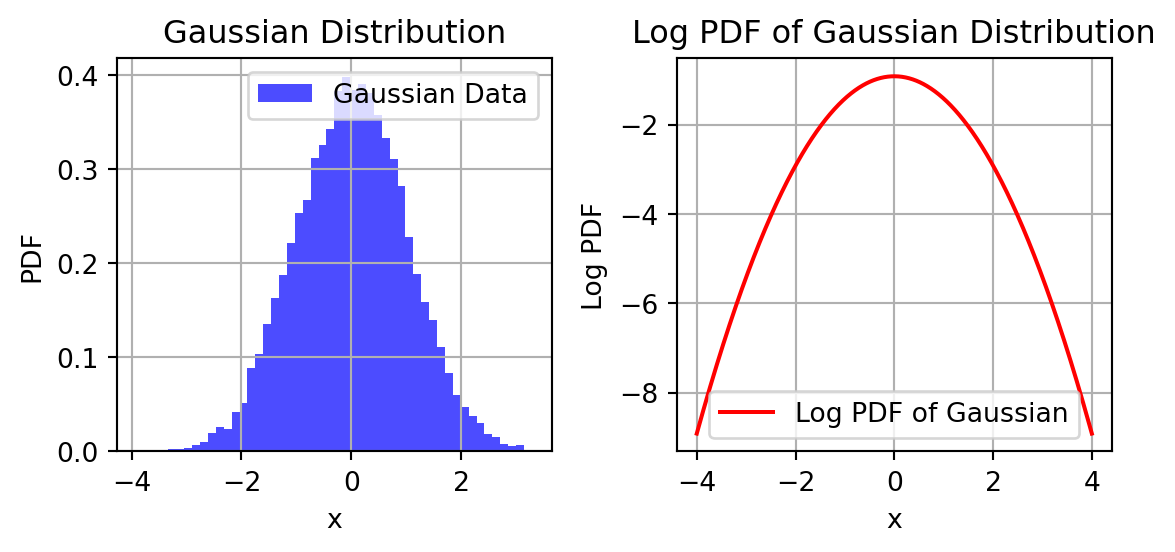 Gaussian Distribution
Gaussian Data
PDF
0.4
0.3
0.2
0.1
0.0
−4
−2
0
2
x
Log PDF of Gaussian Distribution
Log PDF
−2
−4
−6
−8
Log PDF of Gaussian
−4
−2
0
2
4
x